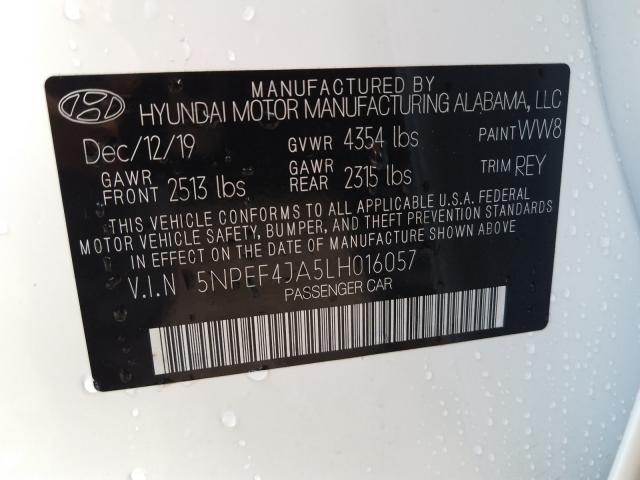 MANUFACTURED BY
HYUNDAI MOTOR MANUFACTURING ALABAMA, LLC
Dec/12/19 GVWR 4354 lbs PAINT WW8
GAWR FRONT 2513 lbs GAWR REAR 2315 lbs TRIM REY
THIS VEHICLE CONFORMS TO ALL APPLICABLE U.S.A. FEDERAL
MOTOR VEHICLE SAFETY, BUMPER, AND THEFT PREVENTION STANDARDS
IN EFFECT ON THE DATE OF MANUFACTURE SHOWN ABOVE.
V.I.N 5NPEF4JA5LH016057
PASSENGER CAR